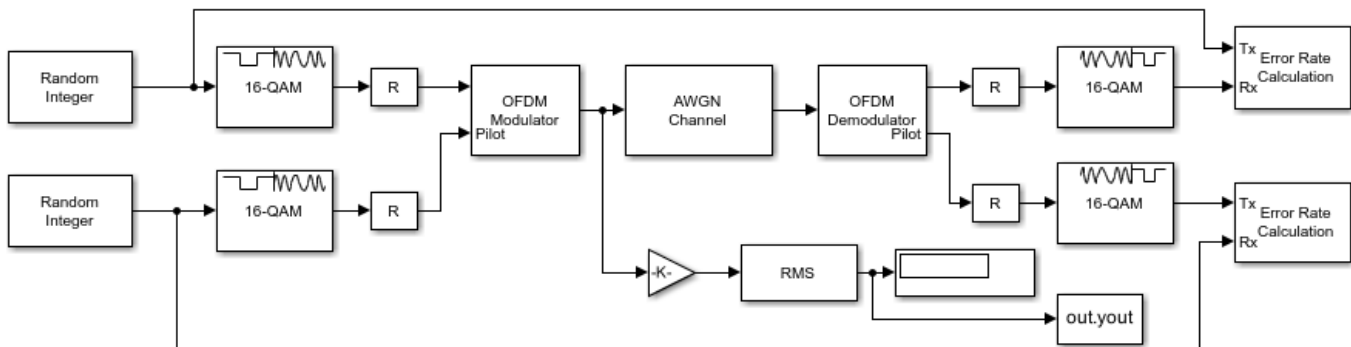 Random
Integer
16-QAM
R
OFDM
Modulator
Pilot
AWGN
Channel
OFDM
Demodulator
Pilot
R
16-QAM
Tx
Rx
Error Rate
Calculation
Random
Integer
16-QAM
R
R
16-QAM
Tx
Rx
Error Rate
Calculation
-K-
RMS
out.yout